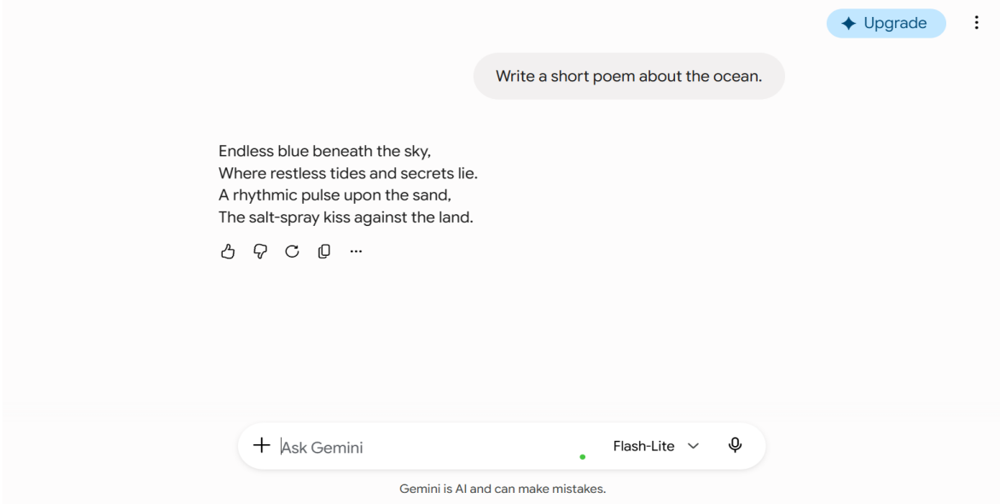 Upgrade
Write a short poem about the ocean.
Endless blue beneath the sky,
Where restless tides and secrets lie.
A rhythmic pulse upon the sand,
The salt-spray kiss against the land.
Ask Gemini
Flash-Lite
Gemini is AI and can make mistakes.